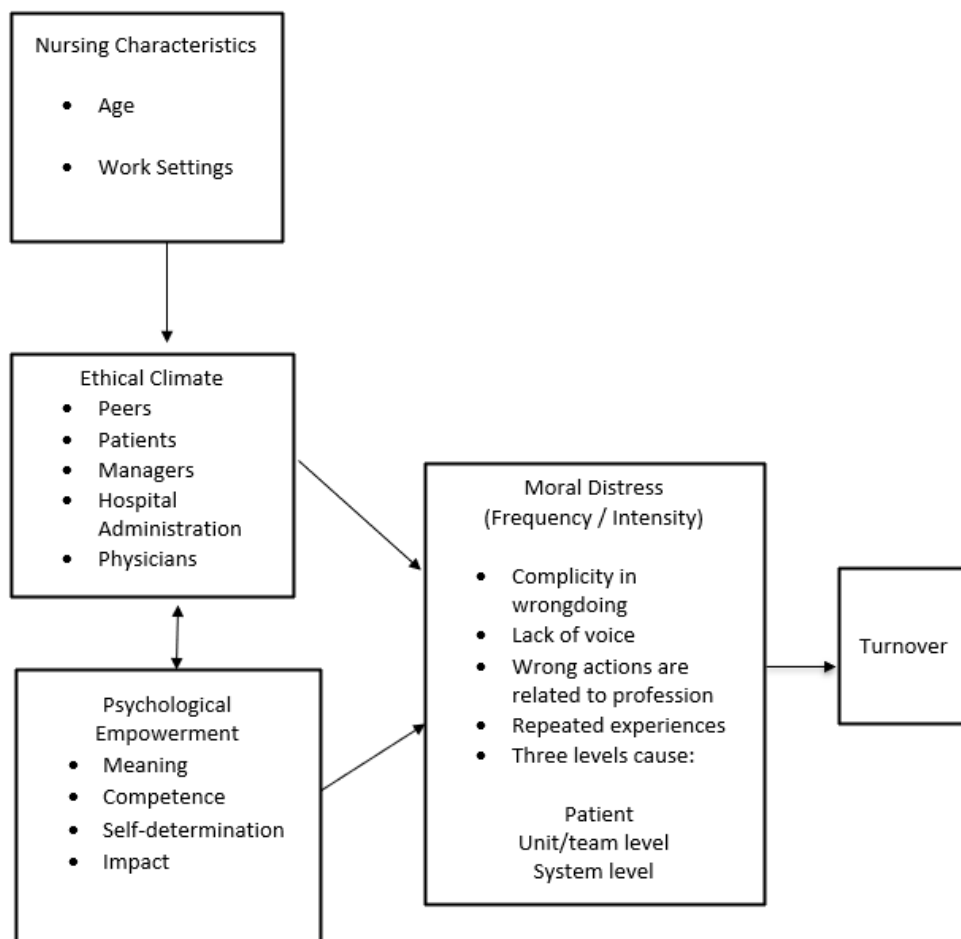 Nursing Characteristics
• Age
• Work Settings
Ethical Climate
• Peers
• Patients
• Managers
• Hospital
Administration
• Physicians
Psychological
Empowerment
• Meaning
• Competence
• Self-determination
• Impact
Moral Distress
(Frequency / Intensity)
• Complicity in
wrongdoing
• Lack of voice
• Wrong actions are
related to profession
• Repeated experiences
• Three levels cause:
Patient
Unit/team level
System level
Turnover